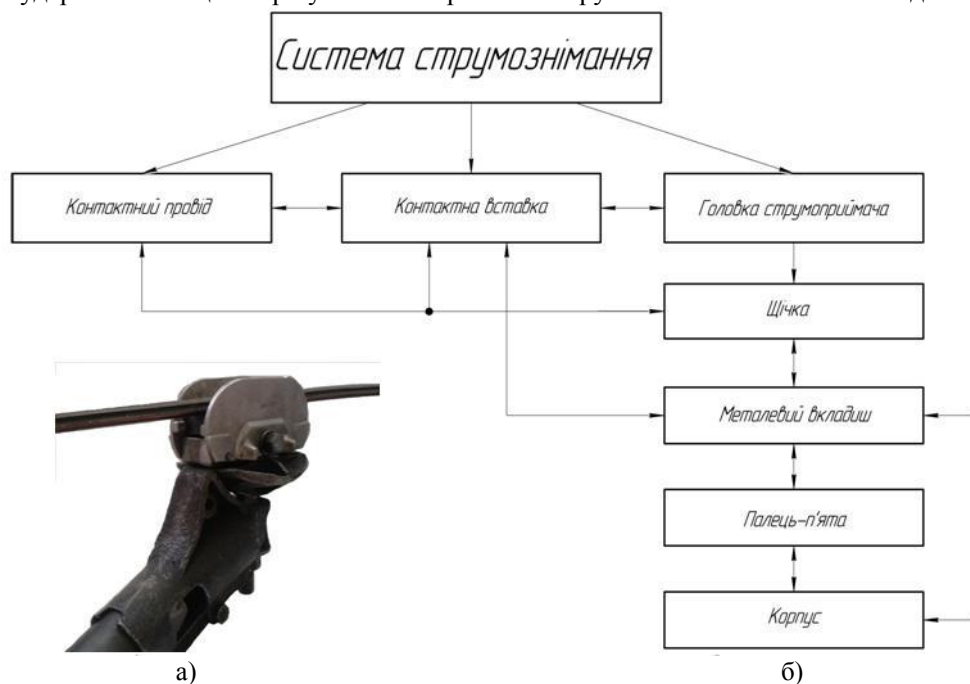 Система струмознімання
Контактний провід
Контактна вставка
Головка струмоприймача
Щічка
Металевий вкладиш
Палець-п'ята
Корпус
а)
б)